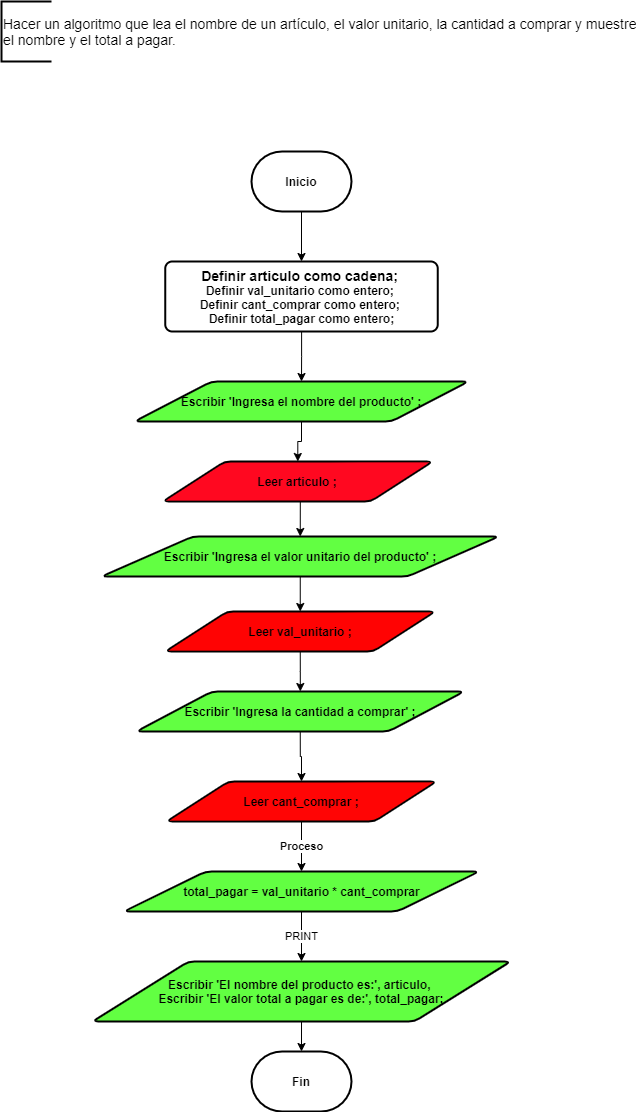 Hacer un algoritmo que lea el nombre de un artículo, el valor unitario, la cantidad a comprar y muestre
el nombre y el total a pagar.
Inicio
Definir articulo como cadena;
Definir val_unitario como entero;
Definir cant_comprar como entero;
Definir total_pagar como entero;
Escribir 'Ingresa el nombre del producto' ;
Leer articulo ;
Escribir 'Ingresa el valor unitario del producto' ;
Leer val_unitario ;
Escribir 'Ingresa la cantidad a comprar' ;
Leer cant_comprar ;
Proceso
total_pagar = val_unitario * cant_comprar
PRINT
Escribir 'El nombre del producto es:', articulo,
Escribir 'El valor total a pagar es de:', total_pagar;
Fin